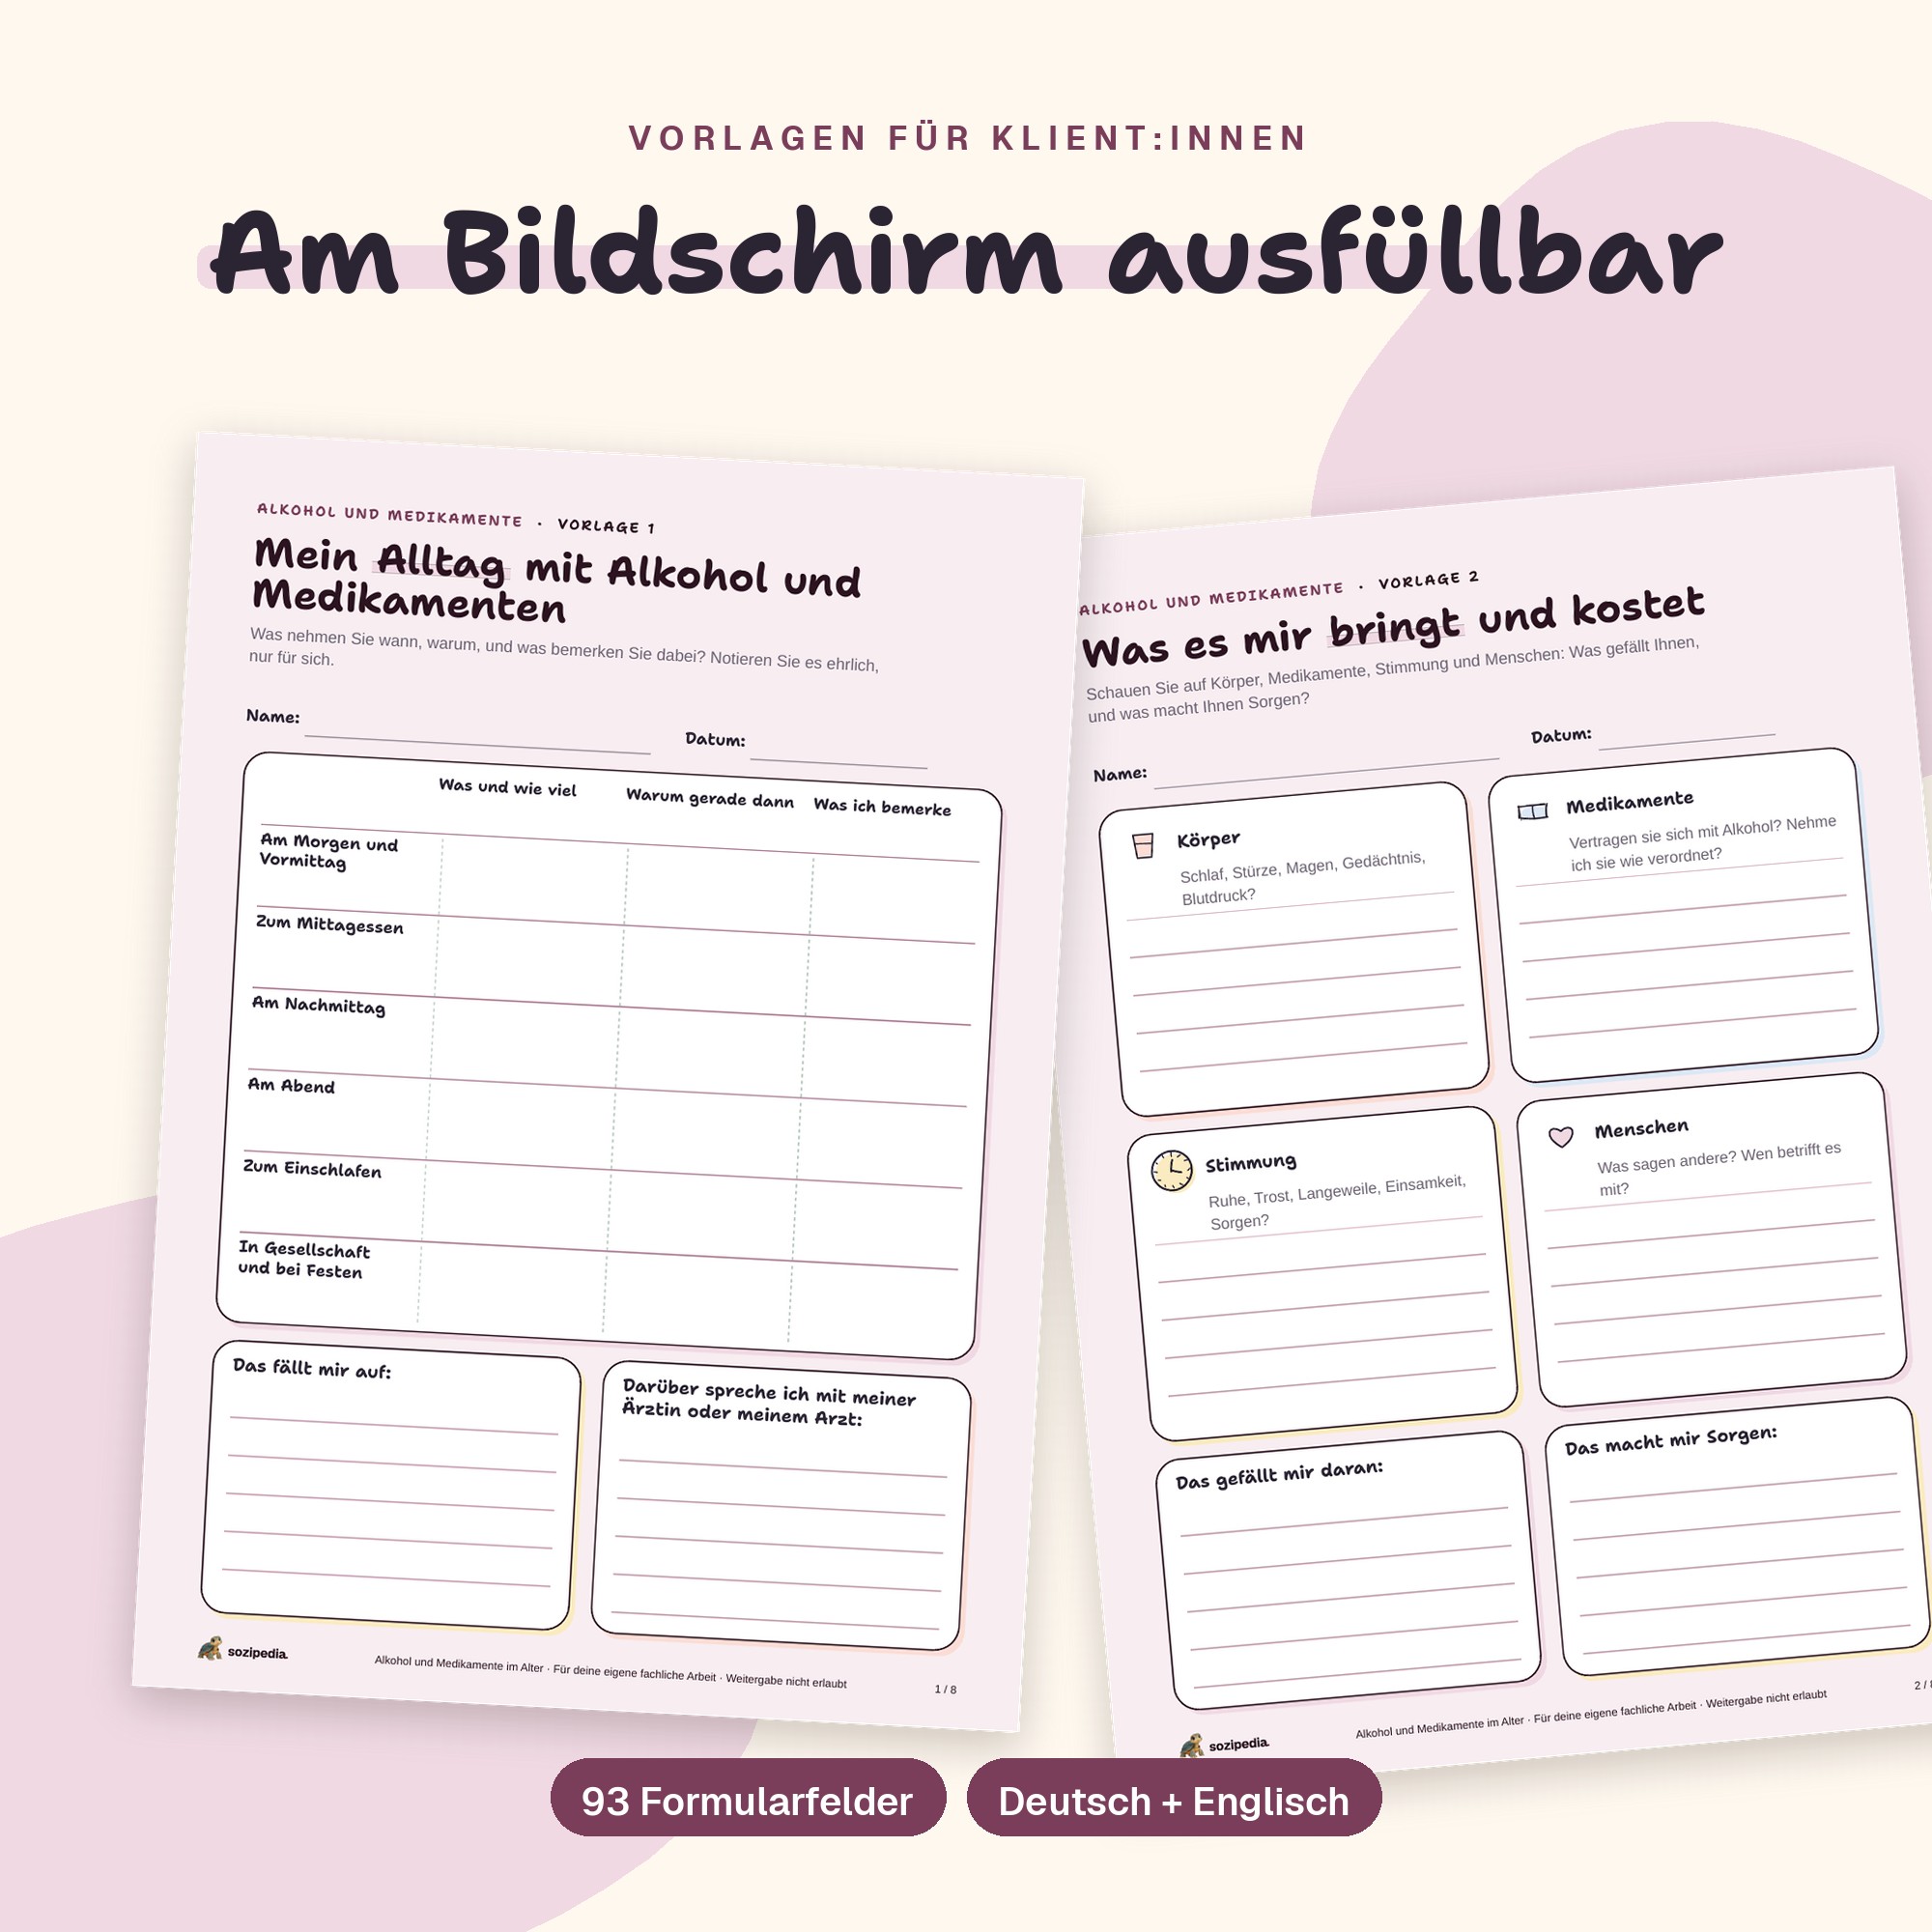 VORLAGEN FÜR KLIENT:INNEN
Am Bildschirm ausfüllbar
ALKOHOL UND MEDIKAMENTE · VORLAGE 1
Mein Alltag mit Alkohol und
Medikamenten
Was nehmen Sie wann, warum, und was bemerken Sie dabei? Notieren Sie es ehrlich,
nur für sich.
Name:
Datum:
Was und wie viel
Warum gerade dann
Was ich bemerke
Am Morgen und
Vormittag
Zum Mittagessen
Am Nachmittag
Am Abend
Zum Einschlafen
In Gesellschaft
und bei Festen
Das fällt mir auf:
Darüber spreche ich mit meiner
Ärztin oder meinem Arzt:
sozipedia.
Alkohol und Medikamente im Alter · Für deine eigene fachliche Arbeit · Weitergabe nicht erlaubt
1 / 8
ALKOHOL UND MEDIKAMENTE · VORLAGE 2
Was es mir bringt und kostet
Schauen Sie auf Körper, Medikamente, Stimmung und Menschen: Was gefällt Ihnen,
und was macht Ihnen Sorgen?
Name:
Datum:
Körper
Schlaf, Stürze, Magen, Gedächtnis,
Blutdruck?
Medikamente
Vertragen sie sich mit Alkohol? Nehme
ich sie wie verordnet?
Stimmung
Ruhe, Trost, Langeweile, Einsamkeit,
Sorgen?
Menschen
Was sagen andere? Wen betrifft es
mit?
Das gefällt mir daran:
Das macht mir Sorgen:
sozipedia.
Alkohol und Medikamente im Alter · Für deine eigene fachliche Arbeit · Weitergabe nicht erlaubt
2 / 8
93 Formularfelder
Deutsch + Englisch